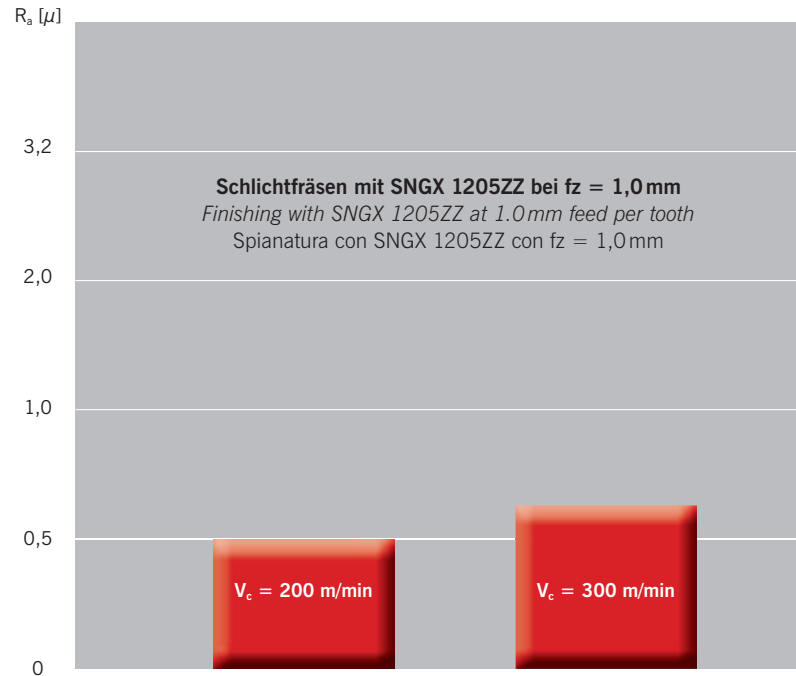 Rₐ [μ]
3,2
Schlichtfräsen mit SNGX 1205ZZ bei fz = 1,0 mm
Finishing with SNGX 1205ZZ at 1.0 mm feed per tooth
Spianatura con SNGX 1205ZZ con fz = 1,0 mm
2,0
1,0
0,5
V꜀ = 200 m/min
V꜀ = 300 m/min
0